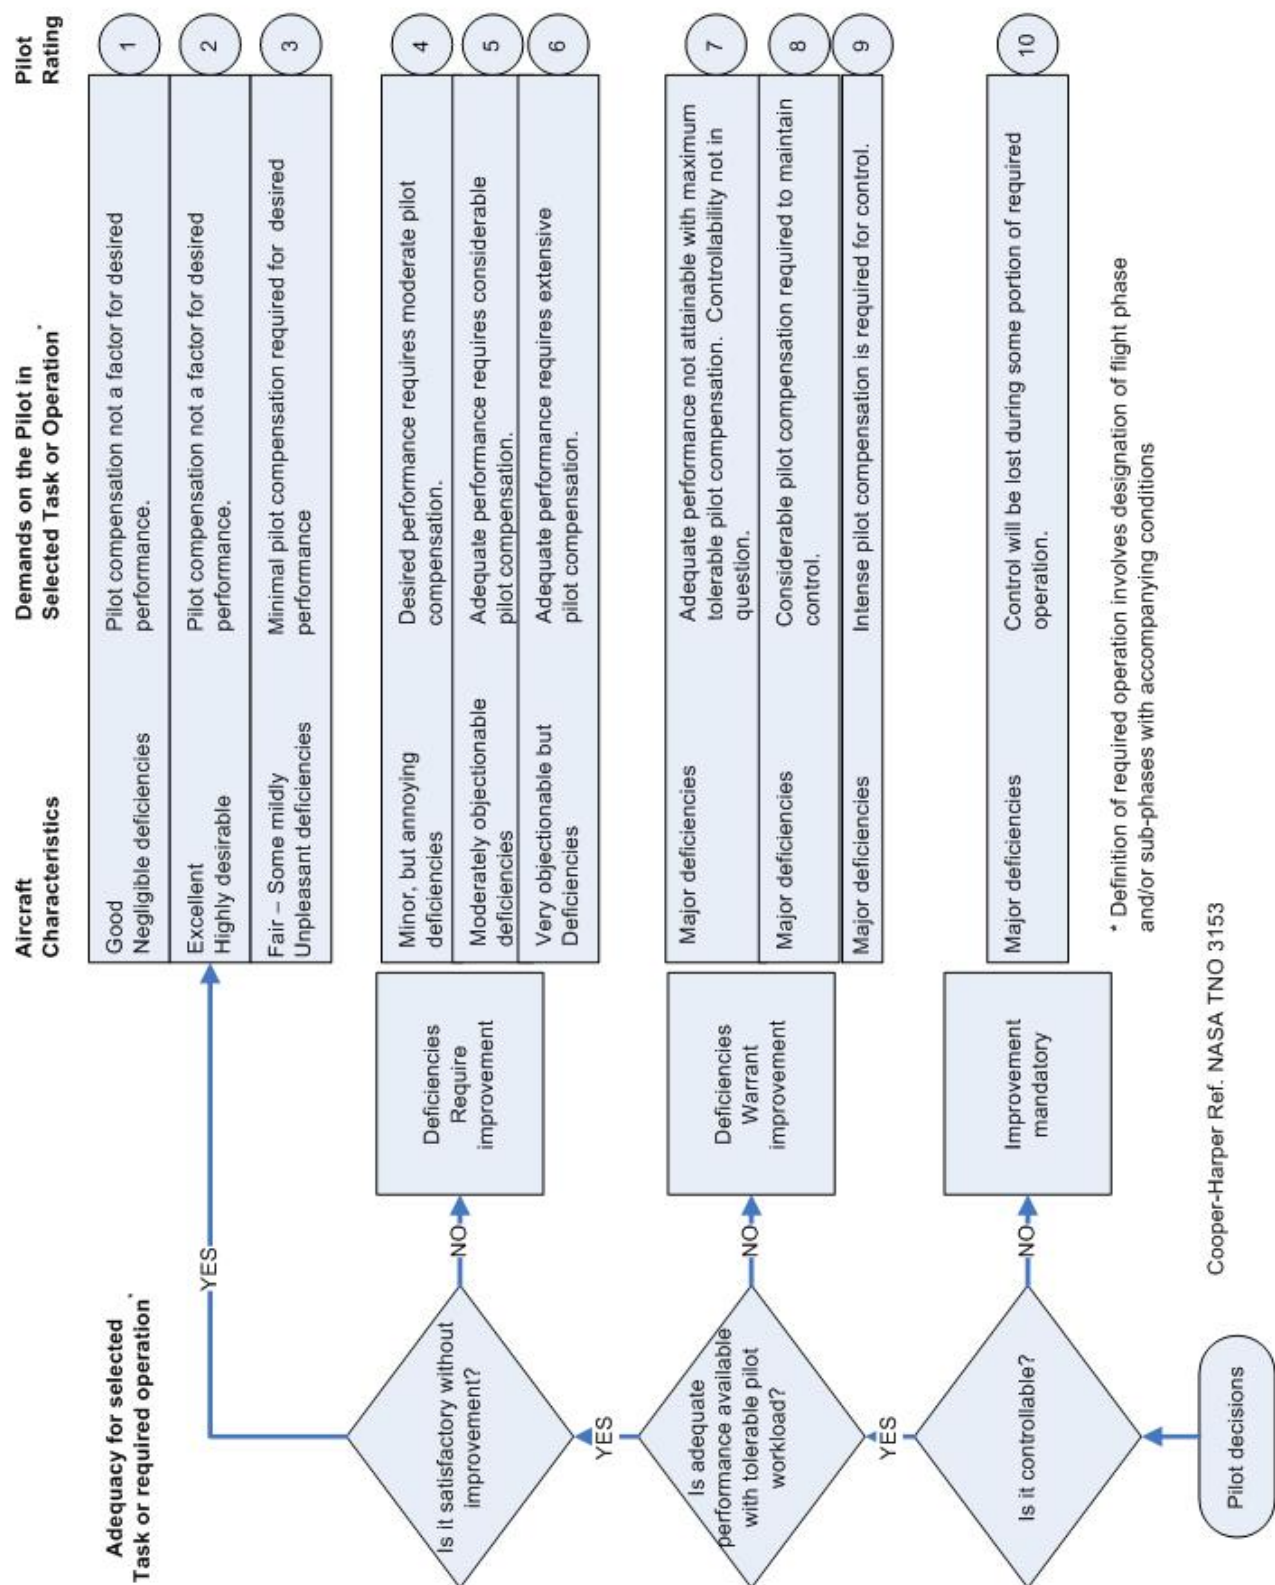 Adequacy for selected
Task or required operation*
Aircraft
Characteristics
Demands on the Pilot in
Selected Task or Operation*
Pilot
Rating
YES
Good
Negligible deficiencies
Pilot compensation not a factor for desired
performance.
1
Excellent
Highly desirable
Pilot compensation not a factor for desired
performance.
2
Fair – Some mildly
Unpleasant deficiencies
Minimal pilot compensation required for desired
performance
3
Is it satisfactory without
improvement?
NO
Deficiencies
Require
improvement
Minor, but annoying
deficiencies
Desired performance requires moderate pilot
compensation.
4
Moderately objectionable
deficiencies
Adequate performance requires considerable
pilot compensation.
5
Very objectionable but
Deficiencies
Adequate performance requires extensive
pilot compensation.
6
YES
Is adequate
performance available
with tolerable pilot
workload?
NO
Deficiencies
Warrant
improvement
Major deficiencies
Adequate performance not attainable with maximum
tolerable pilot compensation. Controllability not in
question.
7
Major deficiencies
Considerable pilot compensation required to maintain
control.
8
Major deficiencies
Intense pilot compensation is required for control.
9
YES
Is it controllable?
NO
Improvement
mandatory
Major deficiencies
Control will be lost during some portion of required
operation.
10
Pilot decisions
Cooper-Harper Ref. NASA TNO 3153
* Definition of required operation involves designation of flight phase
and/or sub-phases with accompanying conditions